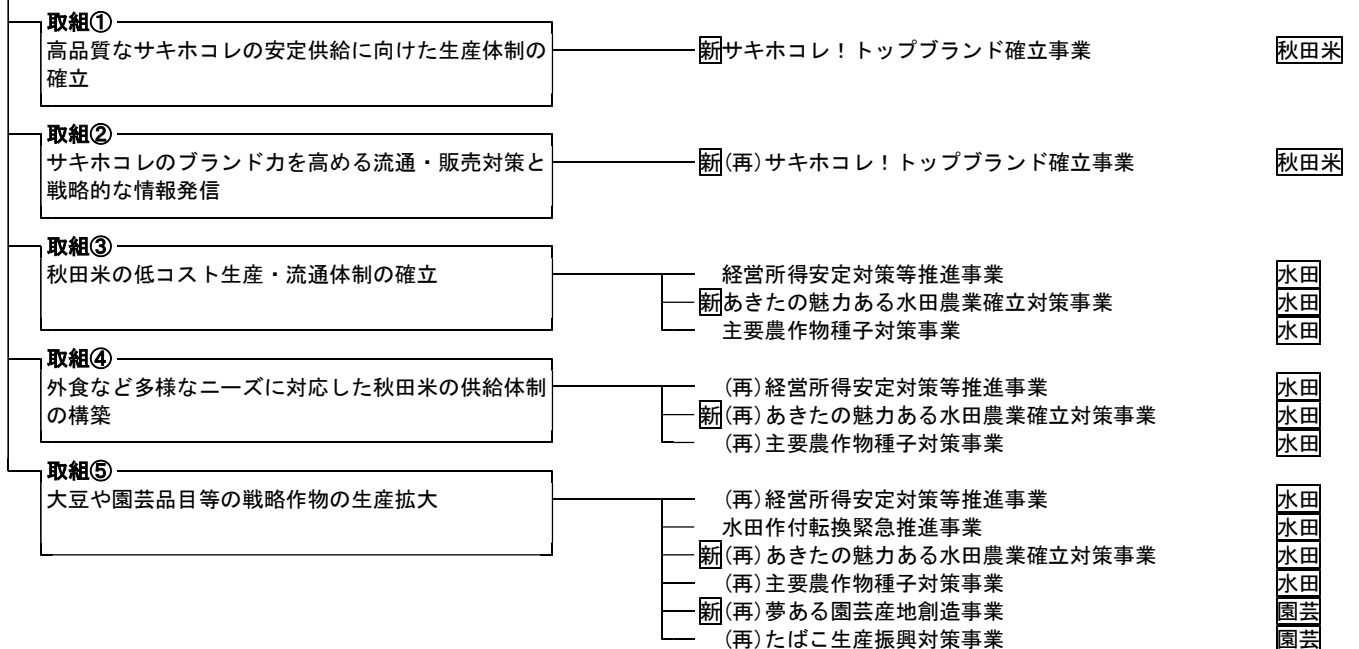 取組①
高品質なサキホコレの安定供給に向けた生産体制の
確立
新サキホコレ！トップブランド確立事業 秋田米
取組②
サキホコレのブランド力を高める流通・販売対策と
戦略的な情報発信
新(再)サキホコレ！トップブランド確立事業 秋田米
取組③
秋田米の低コスト生産・流通体制の確立
経営所得安定対策等推進事業 水田
新あきたの魅力ある水田農業確立対策事業 水田
主要農作物種子対策事業 水田
取組④
外食など多様なニーズに対応した秋田米の供給体制
の構築
(再)経営所得安定対策等推進事業 水田
新(再)あきたの魅力ある水田農業確立対策事業 水田
(再)主要農作物種子対策事業 水田
取組⑤
大豆や園芸品目等の戦略作物の生産拡大
(再)経営所得安定対策等推進事業 水田
水田作付転換緊急推進事業 水田
新(再)あきたの魅力ある水田農業確立対策事業 水田
(再)主要農作物種子対策事業 水田
新(再)夢ある園芸産地創造事業 園芸
(再)たばこ生産振興対策事業 園芸